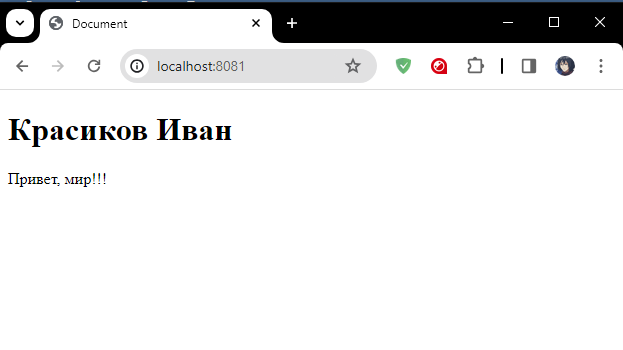 Document
localhost:8081
Красиков Иван
Привет, мир!!!